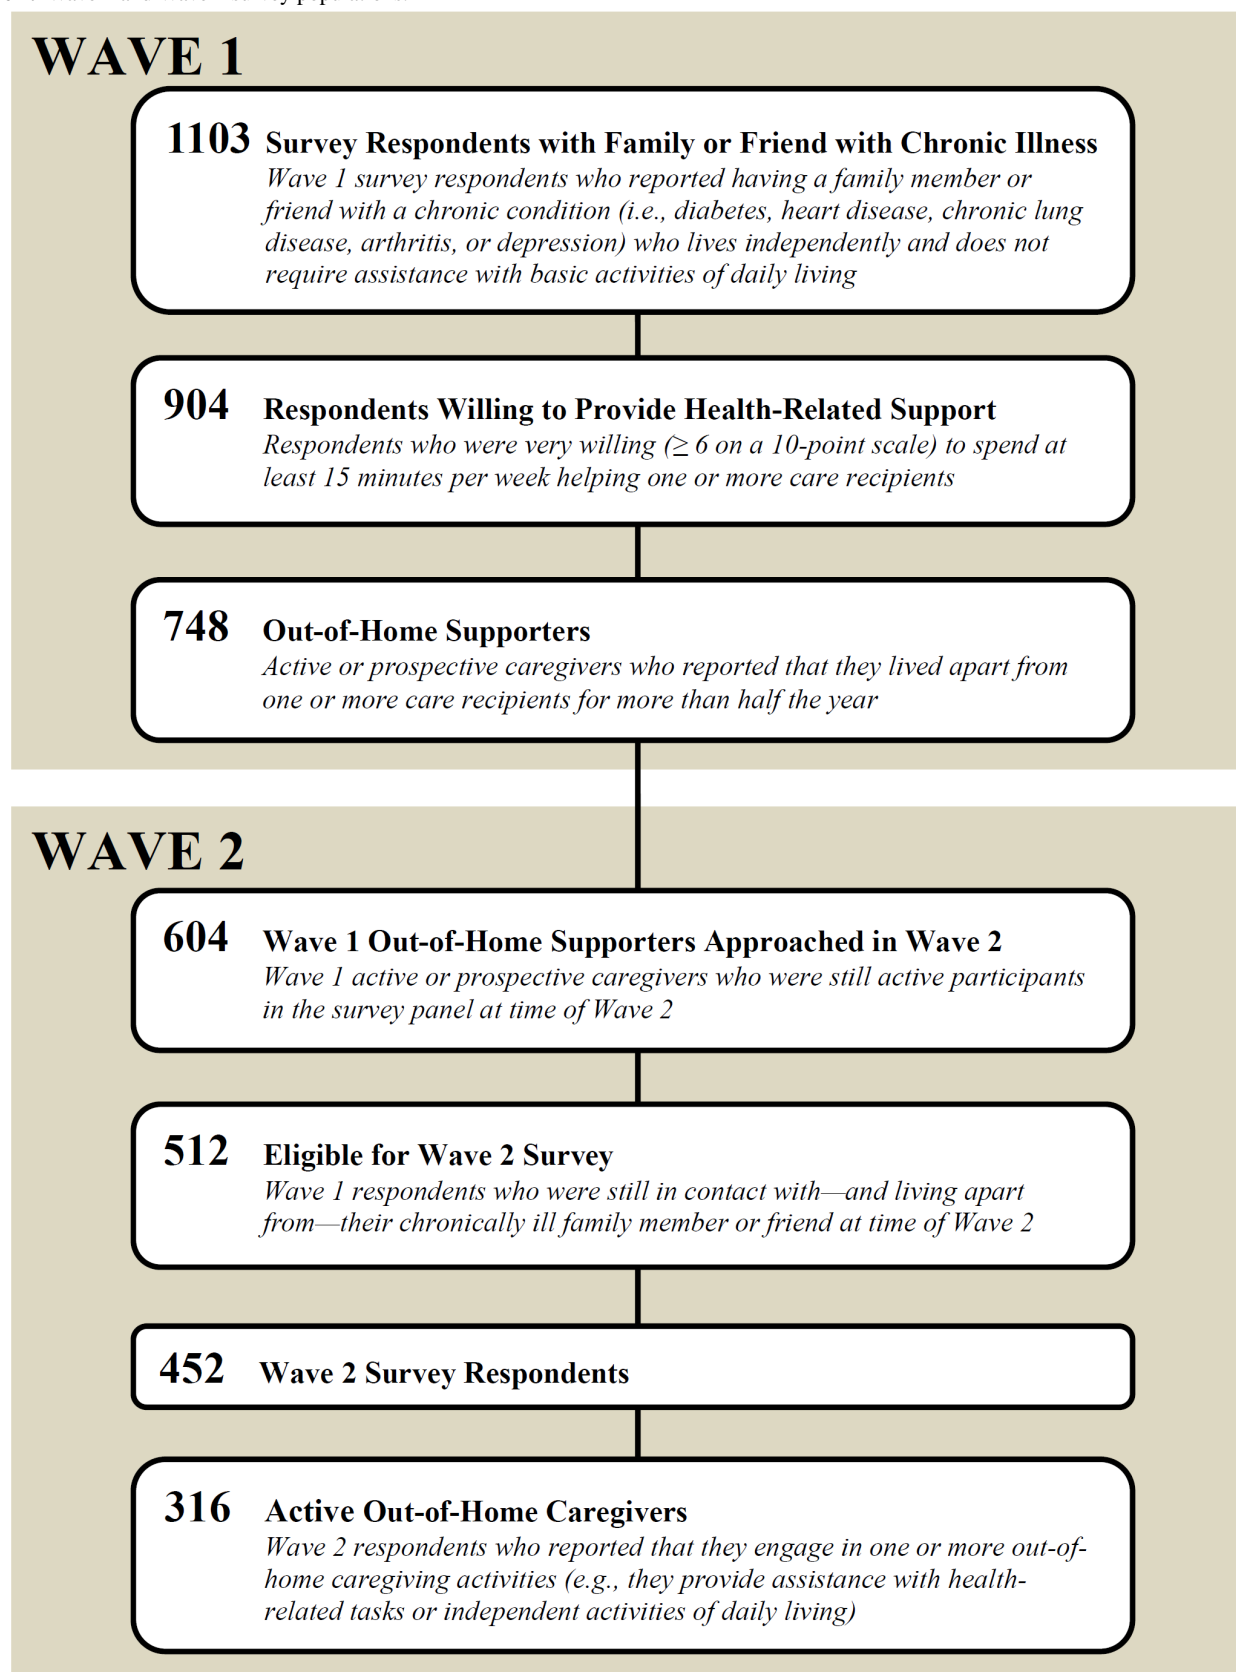 WAVE 1
1103 Survey Respondents with Family or Friend with Chronic Illness
Wave 1 survey respondents who reported having a family member or
friend with a chronic condition (i.e., diabetes, heart disease, chronic lung
disease, arthritis, or depression) who lives independently and does not
require assistance with basic activities of daily living
904 Respondents Willing to Provide Health-Related Support
Respondents who were very willing (≥ 6 on a 10-point scale) to spend at
least 15 minutes per week helping one or more care recipients
748 Out-of-Home Supporters
Active or prospective caregivers who reported that they lived apart from
one or more care recipients for more than half the year
WAVE 2
604 Wave 1 Out-of-Home Supporters Approached in Wave 2
Wave 1 active or prospective caregivers who were still active participants
in the survey panel at time of Wave 2
512 Eligible for Wave 2 Survey
Wave 1 respondents who were still in contact with—and living apart
from—their chronically ill family member or friend at time of Wave 2
452 Wave 2 Survey Respondents
316 Active Out-of-Home Caregivers
Wave 2 respondents who reported that they engage in one or more out-of-
home caregiving activities (e.g., they provide assistance with health-
related tasks or independent activities of daily living)